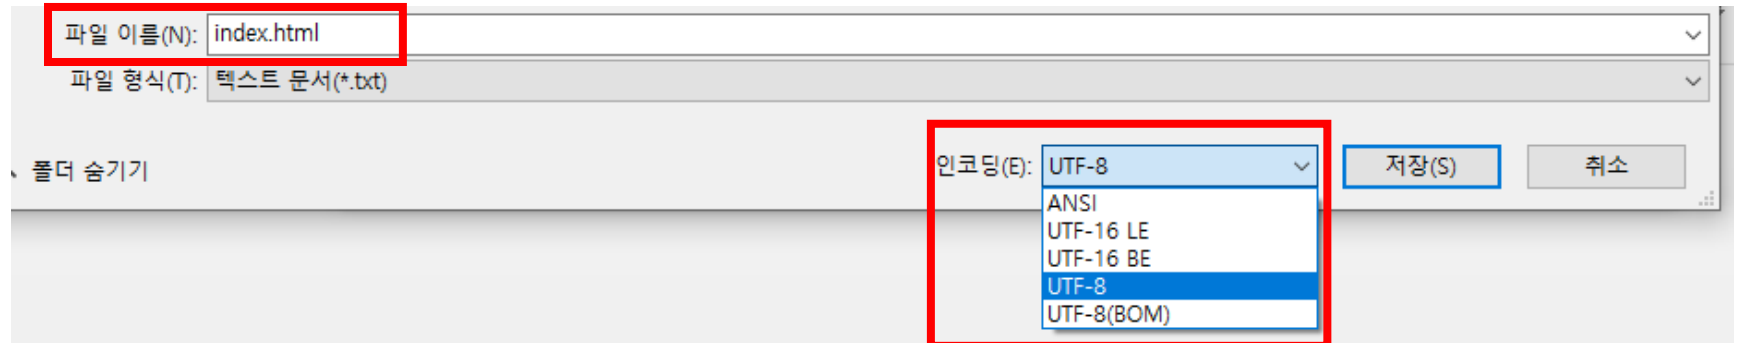 파일 이름(N): index.html
파일 형식(T): 텍스트 문서(*.txt)
폴더 숨기기
인코딩(E): UTF-8 저장(S) 취소
ANSI
UTF-16 LE
UTF-16 BE
UTF-8
UTF-8(BOM)